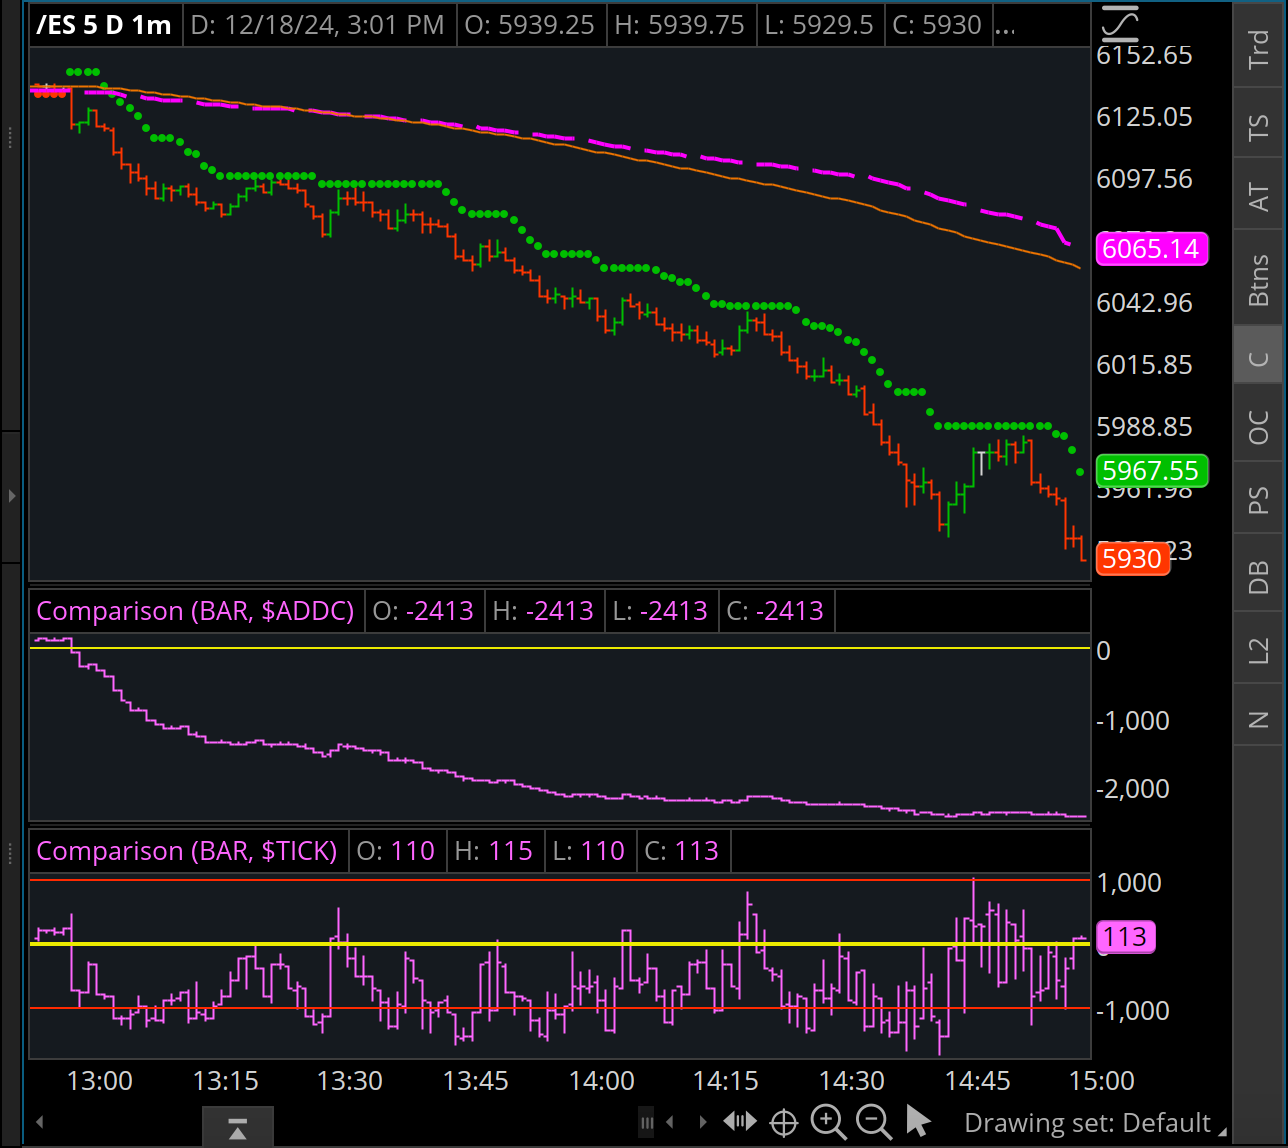 /ES 5 D 1m D: 12/18/24, 3:01 PM O: 5939.25 H: 5939.75 L: 5929.5 C: 5930 ...
6152.65
6125.05
6097.56
6065.14
6042.96
6015.85
5988.85
5967.55
5961.98
5930
Comparison (BAR, $ADDC) O: -2413 H: -2413 L: -2413 C: -2413
0
-1,000
-2,000
Comparison (BAR, $TICK) O: 110 H: 115 L: 110 C: 113
1,000
113
-1,000
13:00 13:15 13:30 13:45 14:00 14:15 14:30 14:45 15:00
Drawing set: Default
Trd
TS
AT
Btns
C
OC
PS
DB
L2
N